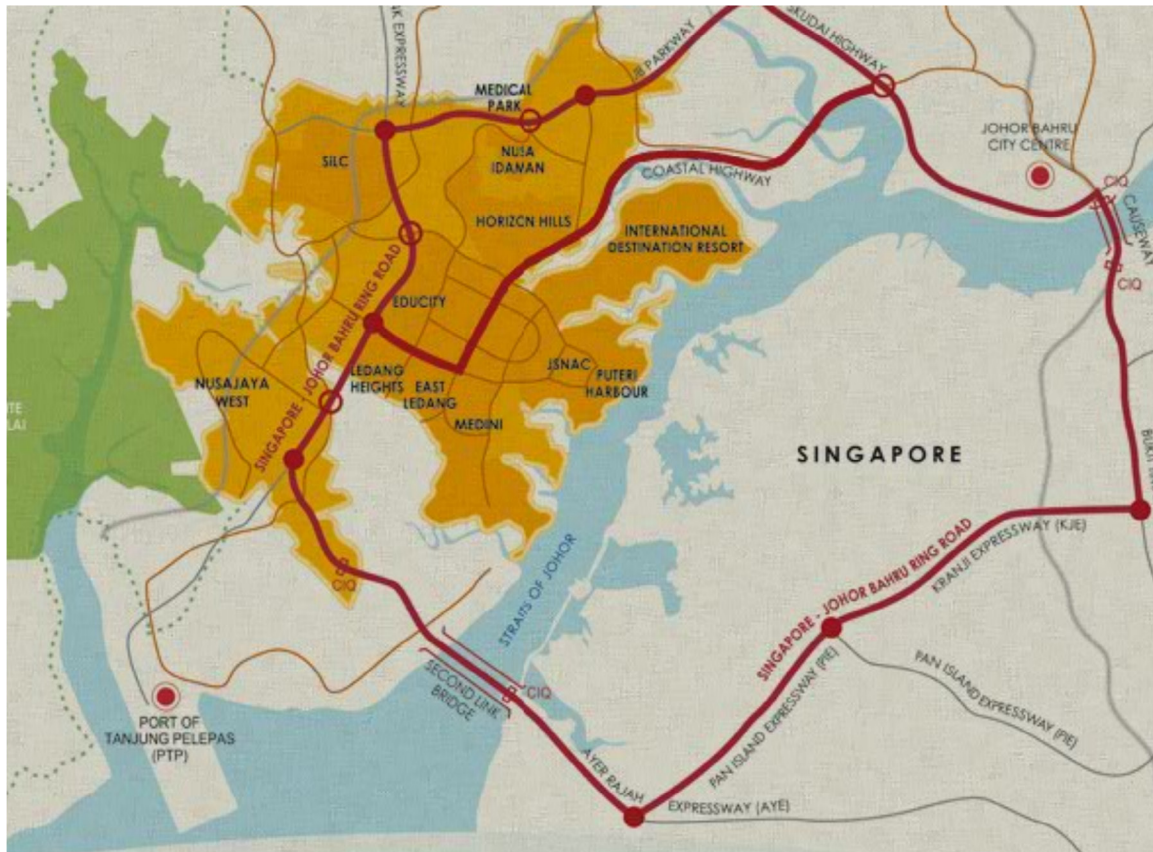 SKUDAI HIGHWAY
EXPRESSWAY
JB PARKWAY
MEDICAL
PARK
JOHOR BAHRU
CITY CENTRE
SILC
NUSA
IDAMAN
COASTAL HIGHWAY
CIQ
CAUSEWAY
HORIZON HILLS
INTERNATIONAL
DESTINATION RESORT
CIQ
SINGAPORE - JOHOR BAHRU RING ROAD
EDUCITY
NUSAJAYA
WEST
LEDANG
HEIGHTS
EAST
LEDANG
JSNAC
PUTERI
HARBOUR
MEDINI
SINGAPORE
STRAITS OF JOHOR
CIQ
SINGAPORE - JOHOR BAHRU RING ROAD
KRANJI EXPRESSWAY (KJE)
PAN ISLAND EXPRESSWAY (PIE)
PAN ISLAND EXPRESSWAY (PIE)
SECOND LINK
BRIDGE
CIQ
PORT OF
TANJUNG PELEPAS
(PTP)
AYER RAJAH
EXPRESSWAY (AYE)